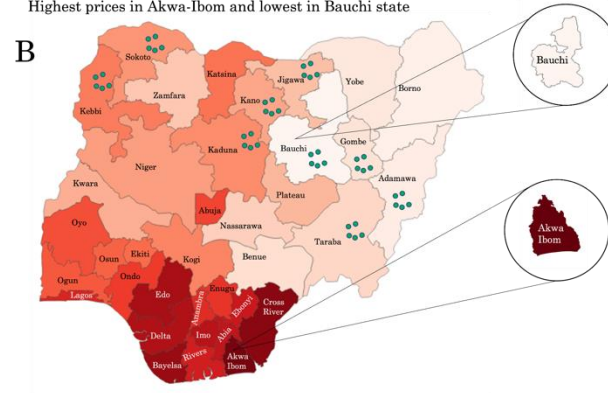 Highest prices in Akwa-Ibom and lowest in Bauchi state
B
Sokoto
Katsina
Jigawa
Yobe
Borno
Bauchi
Kebbi
Zamfara
Kano
Kaduna
Bauchi
Gombe
Niger
Adamawa
Kwara
Plateau
Abuja
Oyo
Nassarawa
Taraba
Akwa
Ibom
Osun
Ekiti
Kogi
Benue
Ogun
Ondo
Lagos
Edo
Anambra
Enugu
Ebonyi
Cross
River
Delta
Imo
Abia
Bayelsa
Rivers
Akwa
Ibom